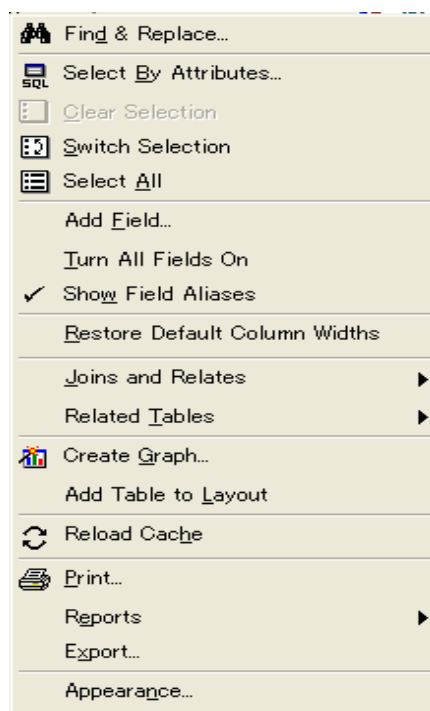 Find & Replace...
SQL
Select By Attributes...
Clear Selection
Switch Selection
Select All
Add Field...
Turn All Fields On
Show Field Aliases
Restore Default Column Widths
Joins and Relates
Related Tables
Create Graph...
Add Table to Layout
Reload Cache
Print...
Reports
Export...
Appearance...